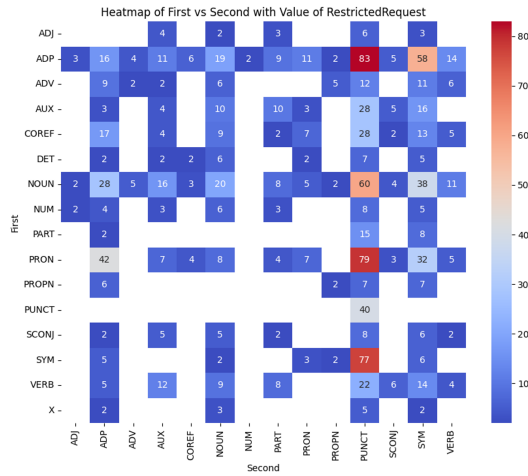 Heatmap of First vs Second with Value of RestrictedRequest
ADJ 4 2 3 6 3
ADP 3 16 4 11 6 19 2 9 11 2 83 5 58 14
ADV 9 2 2 6 5 12 11 6
AUX 3 4 10 10 3 28 5 16
COREF 17 4 9 2 7 28 2 13 5
DET 2 2 2 6 2 7 5
NOUN 2 28 5 16 3 20 8 5 2 60 4 38 11
NUM 2 4 3 6 3 8 5
PART 2 15 8
PRON 42 7 4 8 4 7 79 3 32 5
PROPN 6 2 7 7
PUNCT 40
SCONJ 2 5 5 2 8 6 2
SYM 5 2 3 2 77 6
VERB 5 12 9 8 22 6 14 4
X 2 3 5 2
First
ADJ ADP ADV AUX COREF NOUN NUM PART PRON PROPN PUNCT SCONJ SYM VERB
Second
80
70
60
50
40
30
20
10